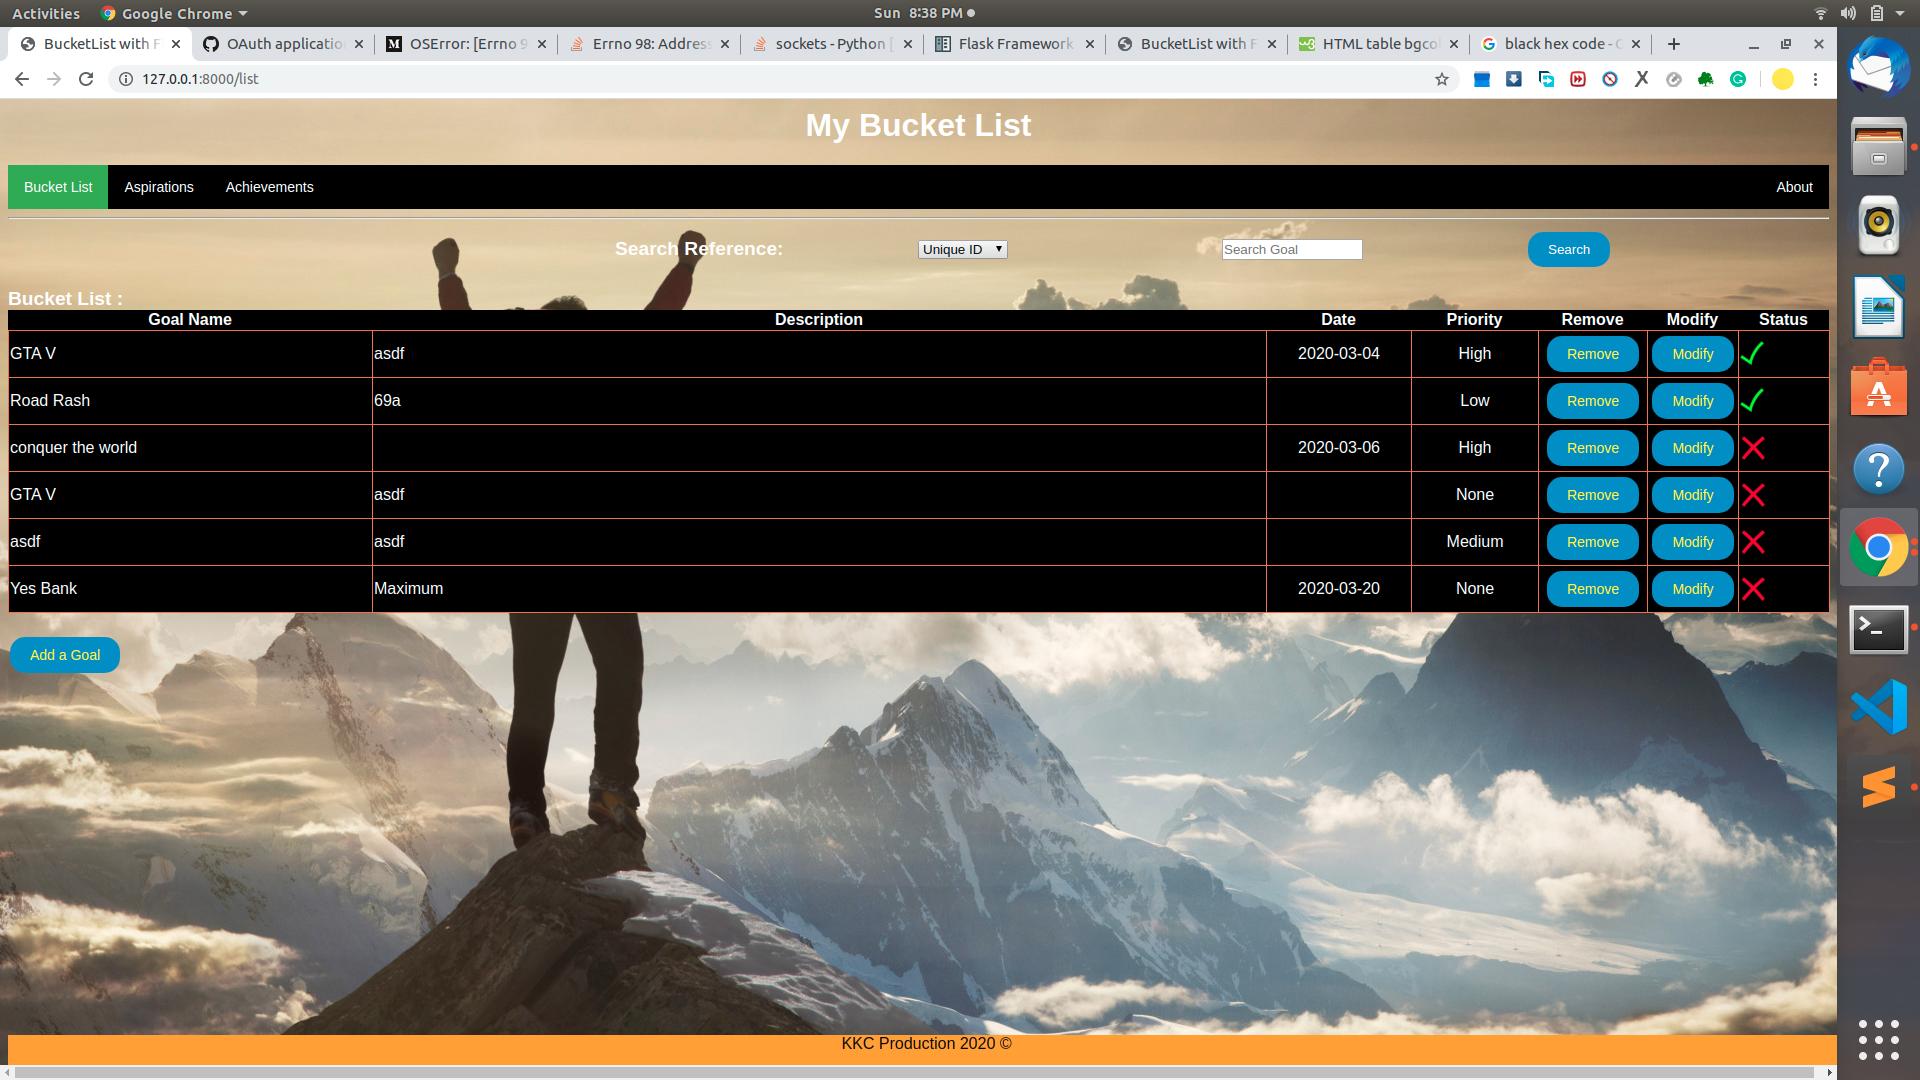 Activities Google Chrome Sun 8:38 PM
BucketList with F OAuth applicatio OSError: [Errno 9 Errno 98: Addres sockets - Python [ Flask Framework BucketList with F HTML table bgcol black hex code - G
127.0.0.1:8000/list
My Bucket List
Bucket List Aspirations Achievements About
Search Reference: Unique ID Search Goal Search
Bucket List :
Goal Name Description Date Priority Remove Modify Status
GTA V asdf 2020-03-04 High Remove Modify
Road Rash 69a Low Remove Modify
conquer the world 2020-03-06 High Remove Modify
GTA V asdf None Remove Modify
asdf asdf Medium Remove Modify
Yes Bank Maximum 2020-03-20 None Remove Modify
Add a Goal
KKC Production 2020 ©